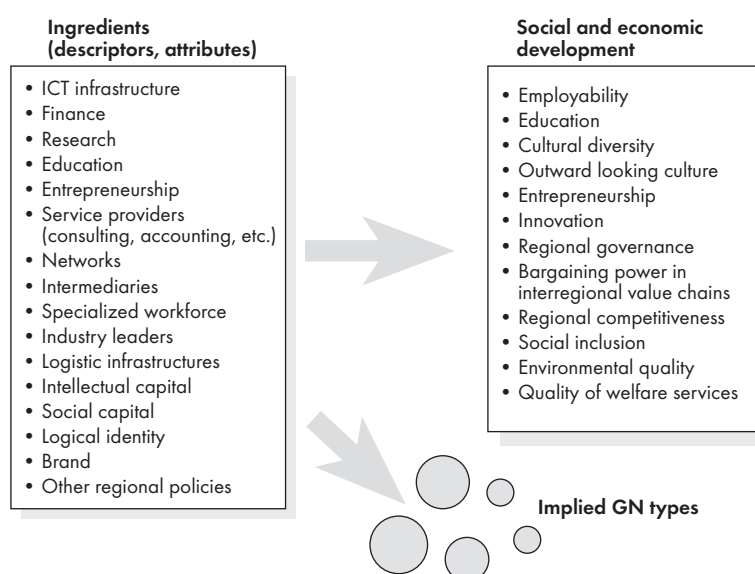 Ingredients
(descriptors, attributes)
• ICT infrastructure
• Finance
• Research
• Education
• Entrepreneurship
• Service providers
(consulting, accounting, etc.)
• Networks
• Intermediaries
• Specialized workforce
• Industry leaders
• Logistic infrastructures
• Intellectual capital
• Social capital
• Logical identity
• Brand
• Other regional policies
Social and economic
development
• Employability
• Education
• Cultural diversity
• Outward looking culture
• Entrepreneurship
• Innovation
• Regional governance
• Bargaining power in
interregional value chains
• Regional competitiveness
• Social inclusion
• Environmental quality
• Quality of welfare services
Implied GN types